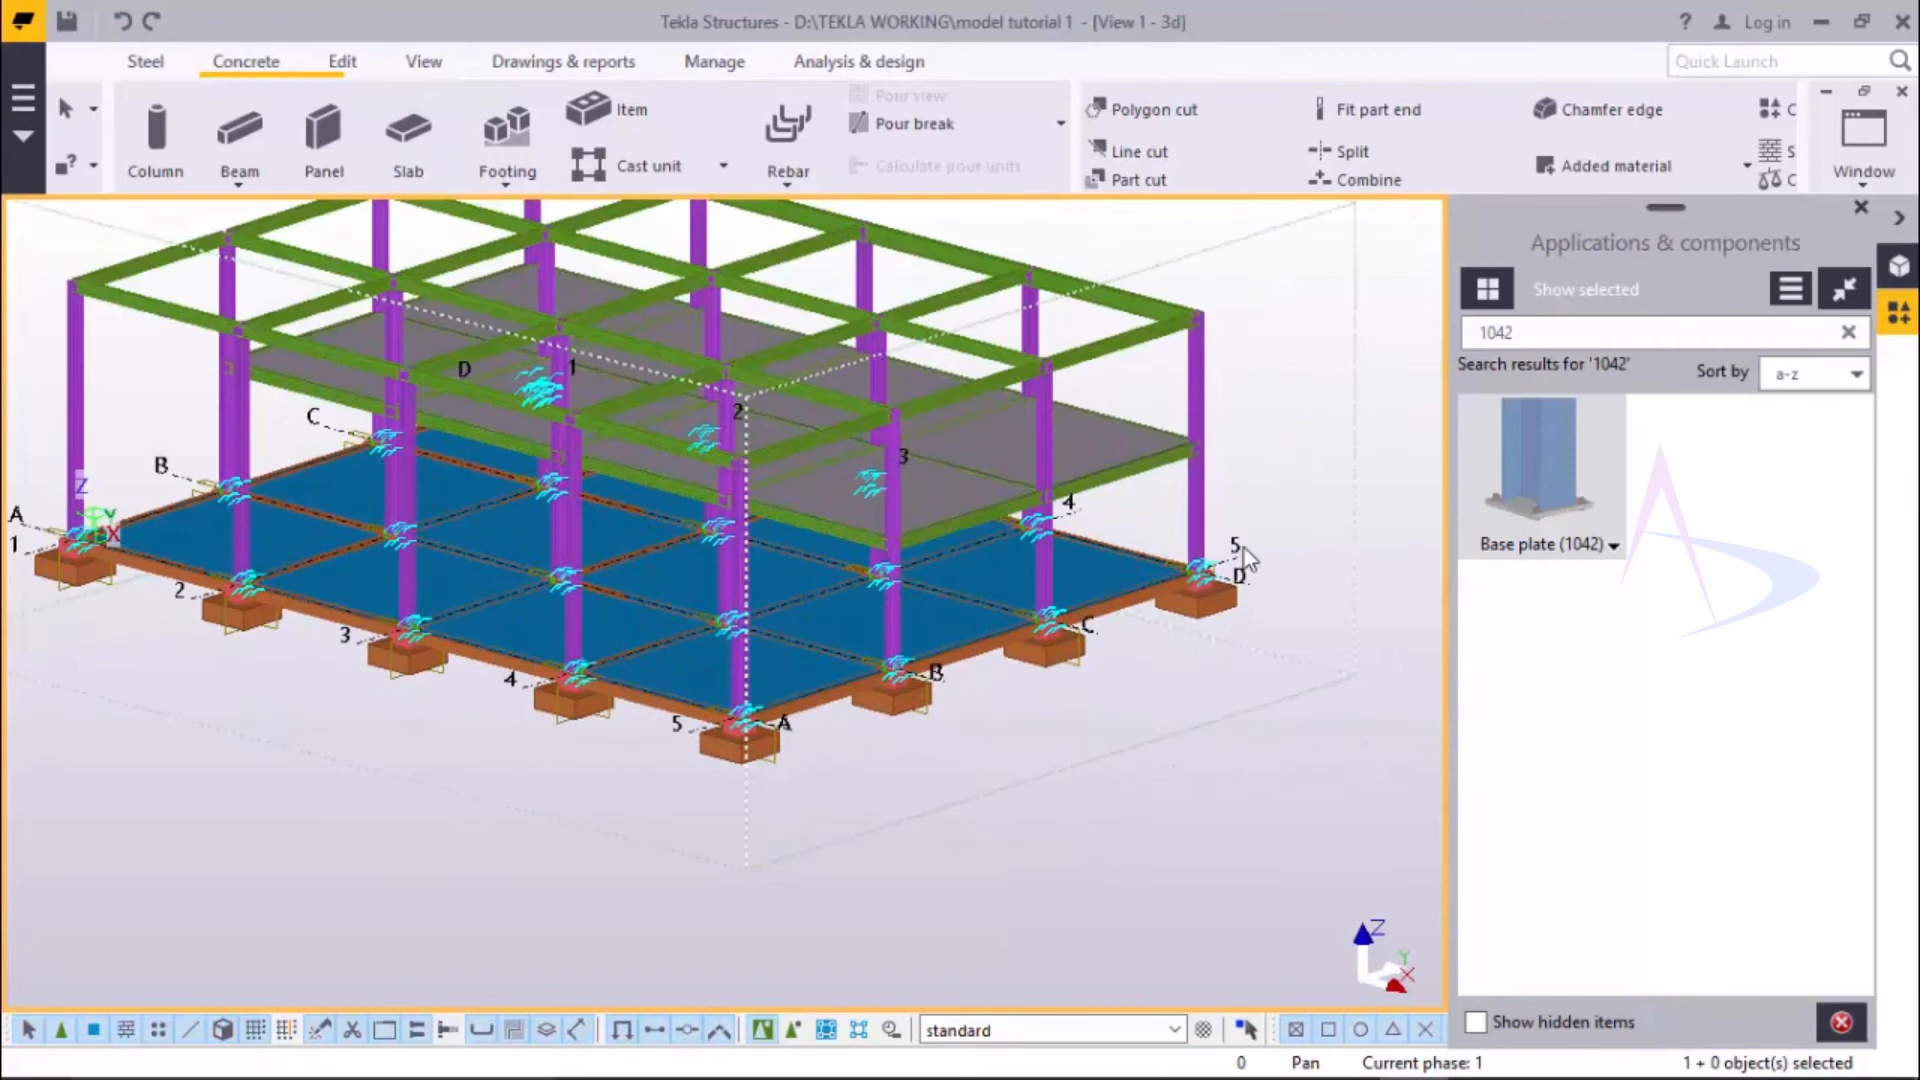 Tekla Structures - D:\TEKLA WORKING\model tutorial 1 - [View 1 - 3d]
? Log in
Steel Concrete Edit View Drawings & reports Manage Analysis & design
Quick Launch
Column
Beam
Panel
Slab
Footing
Item
Cast unit
Rebar
Pour view
Pour break
Calculate pour units
Polygon cut
Line cut
Part cut
Fit part end
Split
Combine
Chamfer edge
Added material
C
S
C
Window
Applications & components
Show selected
1042
Search results for '1042'
Sort by a-z
Base plate (1042)
D 1
C 2
B 3
Z 4
A Y 5
1 X D
2
3 C
4 B
5 A
Z
Y
X
Show hidden items
standard
0 Pan Current phase: 1 1 + 0 object(s) selected